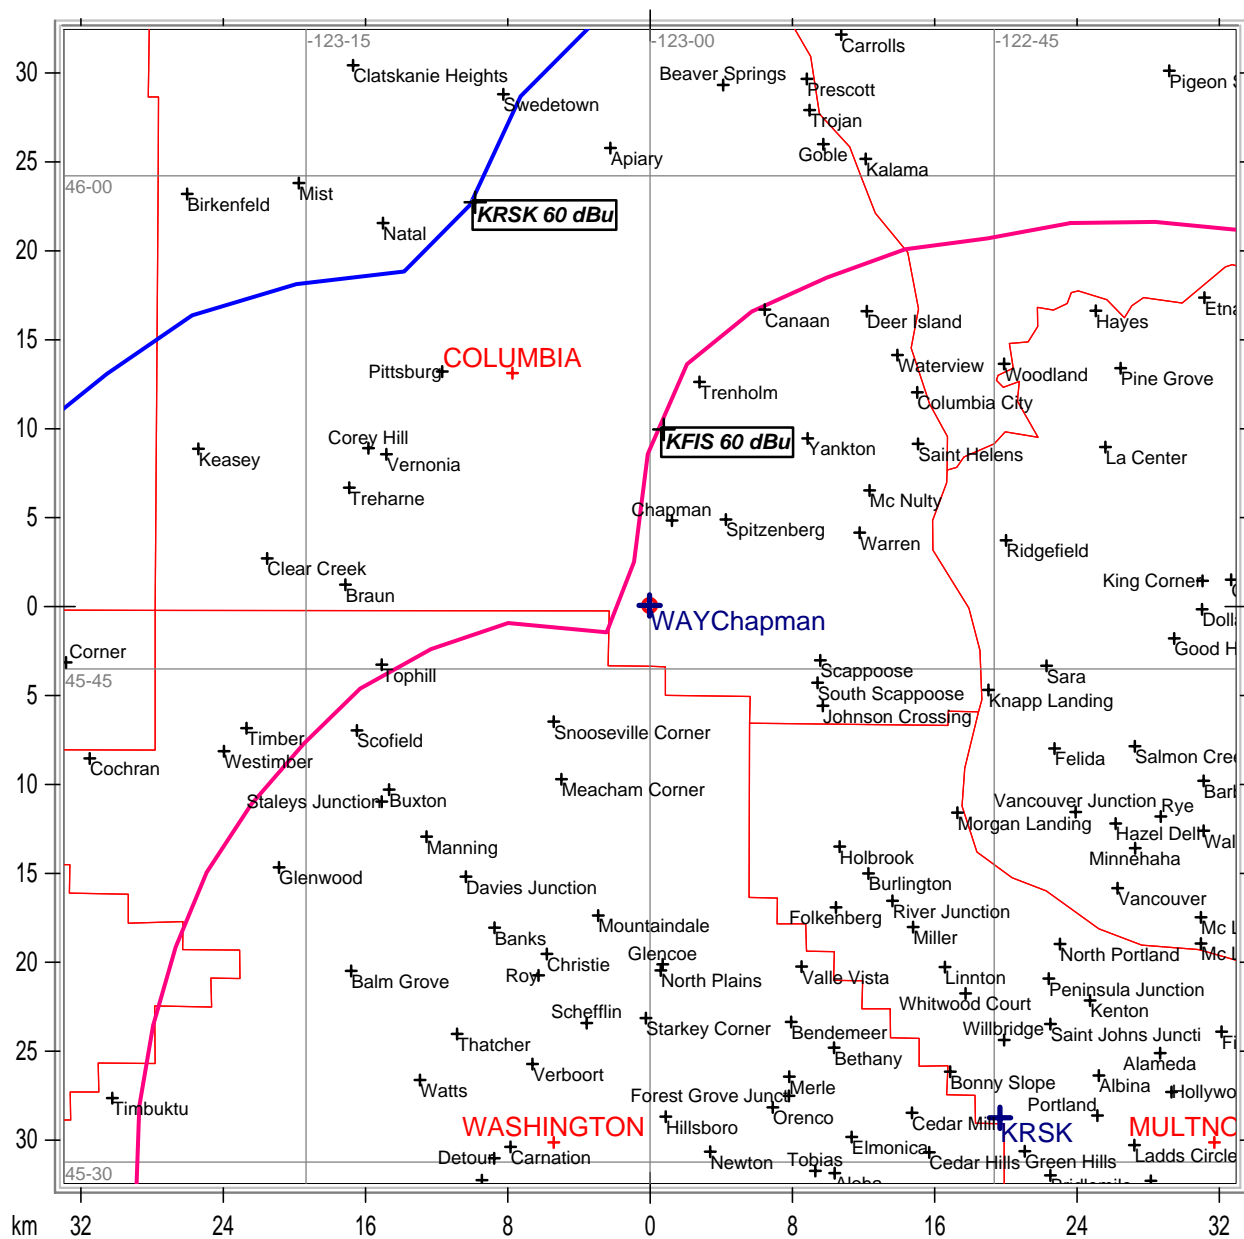 -123-15
-123-00
-122-45
Carrolls
30
Clatskanie Heights
Beaver Springs
Prescott
Pigeon S
Swedetown
Trojan
25
Apiary
Goble
Kalama
46-00
Birkenfeld
Mist
KRSK 60 dBu
Natal
20
Canaan
Deer Island
Hayes
Etna
15
Pittsburg
COLUMBIA
Waterview
Woodland
Pine Grove
Trenholm
Columbia City
10
Corey Hill
Keasey
Vernonia
KFIS 60 dBu
Yankton
Saint Helens
La Center
Treharne
Mc Nulty
5
Chapman
Spitzenberg
Warren
Ridgefield
Clear Creek
King Corner
Braun
0
WAYChapman
Dolla
Corner
Good H
45-45
Tophill
Scappoose
Sara
5
South Scappoose
Knapp Landing
Johnson Crossing
Timber
Scofield
Snooseville Corner
Cochran
Westimber
Felida
Salmon Cree
10
Staleys Junction
Buxton
Meacham Corner
Vancouver Junction
Rye
Barb
Morgan Landing
Hazel Dell
Wal
Manning
Holbrook
Minnehaha
15
Glenwood
Davies Junction
Burlington
Vancouver
Mountaindale
Folkenberg
River Junction
Mc L
Banks
Miller
20
Christie
Glencoe
North Portland
Mc L
Balm Grove
Roy
North Plains
Valle Vista
Linnton
Peninsula Junction
Whitwood Court
Kenton
Schefflin
Starkey Corner
Bendemeer
Willbridge
Saint Johns Juncti
Fi
25
Thatcher
Bethany
Alameda
Verboort
Watts
Forest Grove Junct
Merle
Bonny Slope
Albina
Hollywo
Timbuktu
Orenco
Portland
30
WASHINGTON
Hillsboro
Cedar Mill
KRSK
MULTNO
Detour
Carnation
Newton
Elmonica
Cedar Hills
Green Hills
Ladds Circle
45-30
Tobias
Aloha
Bridlemile
km
32
24
16
8
0
8
16
24
32